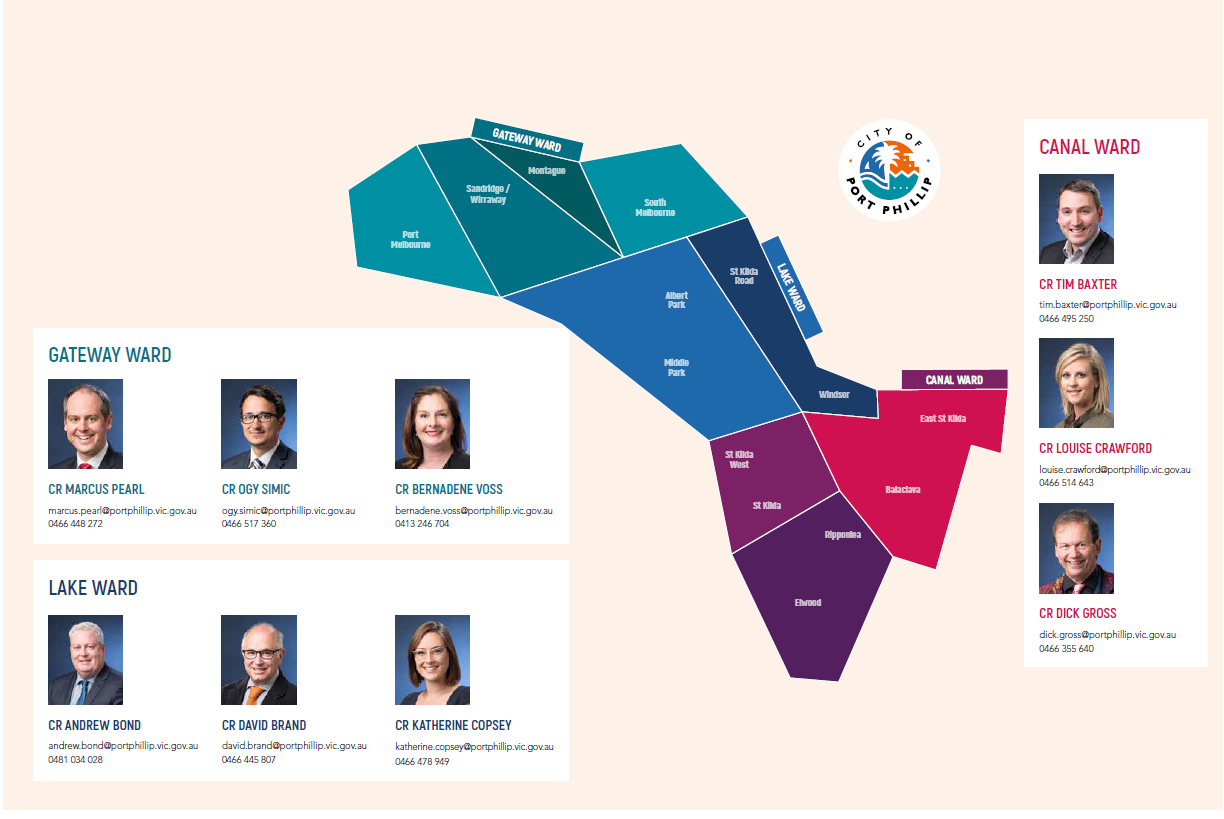 GATEWAY WARD
Montague
Sandridge /
Wirraway
South
Melbourne
Port
Melbourne
CITY OF
PORT PHILLIP
St Kilda
Road
LAKE WARD
Albert
Park
Middle
Park
Windsor
CANAL WARD
East St Kilda
St Kilda
West
Balaclava
St Kilda
Ripponlea
Elwood
GATEWAY WARD
CR MARCUS PEARL
marcus.pearl@portphillip.vic.gov.au
0466 448 272
CR OGY SIMIC
ogy.simic@portphillip.vic.gov.au
0466 517 360
CR BERNADENE VOSS
bernadene.voss@portphillip.vic.gov.au
0413 246 704
LAKE WARD
CR ANDREW BOND
andrew.bond@portphillip.vic.gov.au
0481 034 028
CR DAVID BRAND
david.brand@portphillip.vic.gov.au
0466 445 807
CR KATHERINE COPSEY
katherine.copsey@portphillip.vic.gov.au
0466 478 949
CANAL WARD
CR TIM BAXTER
tim.baxter@portphillip.vic.gov.au
0466 495 250
CR LOUISE CRAWFORD
louise.crawford@portphillip.vic.gov.au
0466 514 643
CR DICK GROSS
dick.gross@portphillip.vic.gov.au
0466 355 640